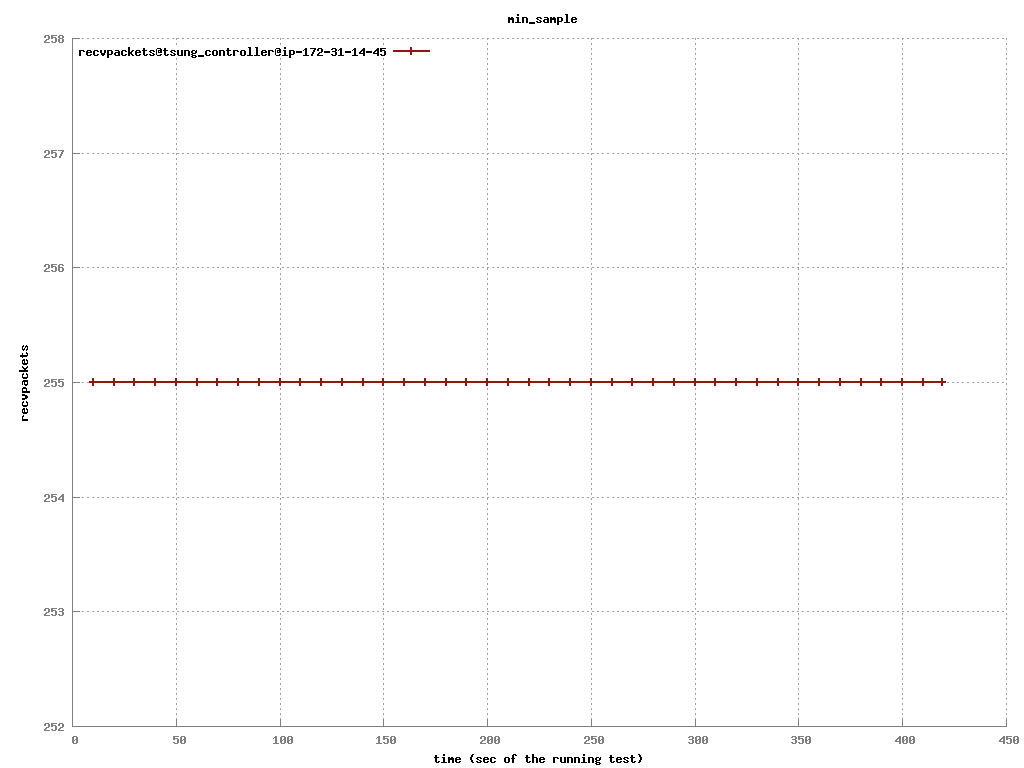 min_sample
258
recvpackets@tsung_controller@ip-172-31-14-45
257
256
255
254
253
252
recvpackets
0 50 100 150 200 250 300 350 400 450
time (sec of the running test)